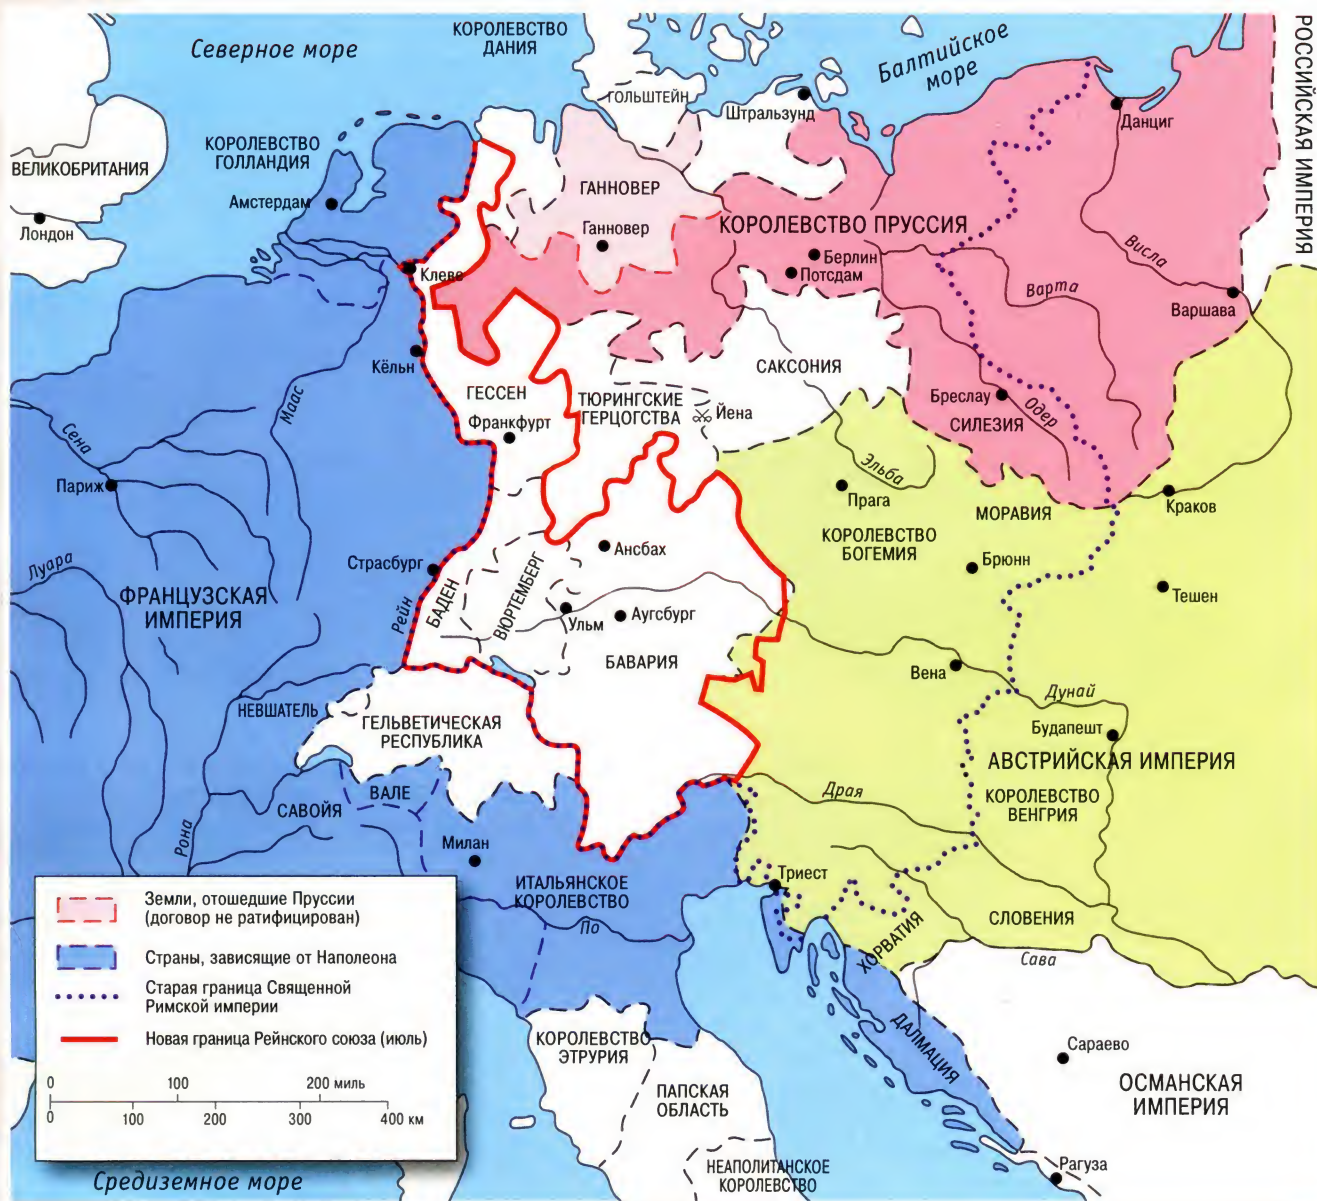 Северное море
КОРОЛЕВСТВО
ДАНИЯ
Балтийское
море
РОССИЙСКАЯ ИМПЕРИЯ
ГОЛЬШТЕЙН
Штральзунд
Данциг
ВЕЛИКОБРИТАНИЯ
КОРОЛЕВСТВО
ГОЛЛАНДИЯ
Амстердам
Лондон
ГАННОВЕР
Ганновер
КОРОЛЕВСТВО ПРУССИЯ
Берлин
Потсдам
Висла
Варта
Варшава
Клеве
Кёльн
Маас
ГЕССЕН
Франкфурт
ТЮРИНГСКИЕ
ГЕРЦОГСТВА
Йена
САКСОНИЯ
Бреслау
Одер
СИЛЕЗИЯ
Сена
Париж
Эльба
Прага
МОРАВИЯ
Краков
КОРОЛЕВСТВО
БОГЕМИЯ
Брюнн
Тешен
Луара
ФРАНЦУЗСКАЯ
ИМПЕРИЯ
Страсбург
Рейн
БАДЕН
ВЮРТЕМБЕРГ
Ансбах
Ульм
Аугсбург
БАВАРИЯ
Вена
Дунай
Будапешт
НЕВШАТЕЛЬ
ГЕЛЬВЕТИЧЕСКАЯ
РЕСПУБЛИКА
АВСТРИЙСКАЯ ИМПЕРИЯ
КОРОЛЕВСТВО
ВЕНГРИЯ
Драя
ВАЛЕ
САВОЙЯ
Рона
Милан
ИТАЛЬЯНСКОЕ
КОРОЛЕВСТВО
По
Триест
ХОРВАТИЯ
СЛОВЕНИЯ
Сава
ДАЛМАЦИЯ
КОРОЛЕВСТВО
ЭТРУРИЯ
ПАПСКАЯ
ОБЛАСТЬ
НЕАПОЛИТАНСКОЕ
КОРОЛЕВСТВО
Сараево
ОСМАНСКАЯ
ИМПЕРИЯ
Рагуза
Земли, отошедшие Пруссии
(договор не ратифицирован)
Страны, зависящие от Наполеона
Старая граница Священной
Римской империи
Новая граница Рейнского союза (июль)
0 100 200 миль
0 100 200 300 400 км
Средиземное море